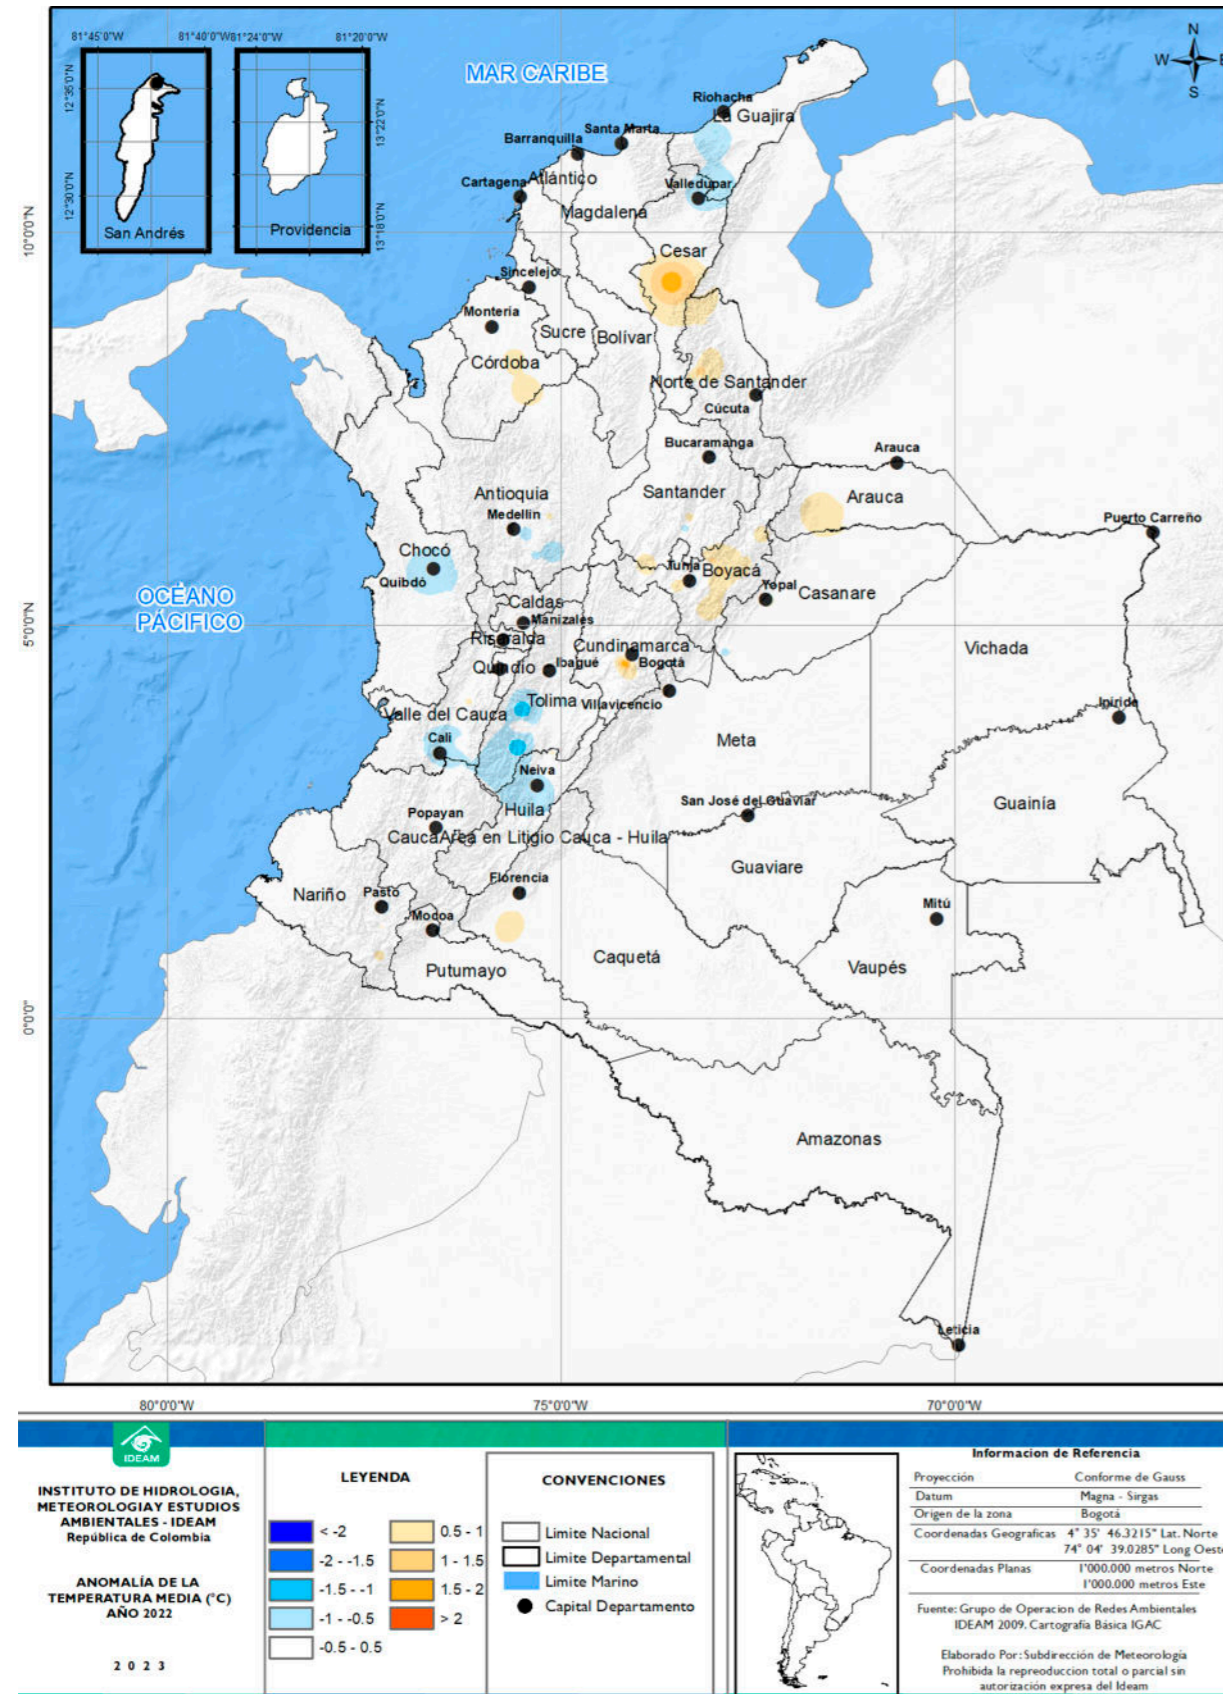 81°45'0"W
81°40'0"W
81°24'0"W
81°20'0"W
12°35'0"N
12°30'0"N
13°22'0"N
13°18'0"N
San Andrés
Providencia
N
W
E
S
MAR CARIBE
Riohacha
La Guajira
Santa Marta
Barranquilla
Atlántico
Cartagena
Valledupar
Magdalena
10°0'0"N
Cesar
Sincelejo
Montería
Sucre
Bolívar
Córdoba
Norte de Santander
Cúcuta
Bucaramanga
Arauca
Santander
Arauca
Antioquia
Medellín
Puerto Carreño
Chocó
Quibdó
Tunja
Boyacá
Yopal
Casanare
OCÉANO
PÁCIFICO
Caldas
Manizales
5°0'0"N
Risaralda
Cundinamarca
Vichada
Quindío
Ibagué
Bogotá
Tolima
Villavicencio
Valle del Cauca
Inírida
Cali
Meta
Neiva
San José del Guaviar
Guainía
Huila
Popayan
Cauca
Area en Litigio Cauca - Huila
Guaviare
Florencia
Nariño
Pasto
Mitú
Mocoa
Caquetá
Vaupés
Putumayo
0°0'0"
Amazonas
Leticia
80°0'0"W
75°0'0"W
70°0'0"W
IDEAM
INSTITUTO DE HIDROLOGIA,
METEOROLOGIA Y ESTUDIOS
AMBIENTALES - IDEAM
República de Colombia
ANOMALÍA DE LA
TEMPERATURA MEDIA (°C)
AÑO 2022
2 0 2 3
LEYENDA
< -2
-2 - -1.5
-1.5 - -1
-1 - -0.5
-0.5 - 0.5
0.5 - 1
1 - 1.5
1.5 - 2
> 2
CONVENCIONES
Limite Nacional
Limite Departamental
Limite Marino
Capital Departamento
Informacion de Referencia
Proyección Conforme de Gauss
Datum Magna - Sirgas
Origen de la zona Bogotá
Coordenadas Geograficas 4° 35' 46.3215" Lat. Norte
74° 04' 39.0285" Long Oeste
Coordenadas Planas 1'000.000 metros Norte
1'000.000 metros Este
Fuente: Grupo de Operacion de Redes Ambientales
IDEAM 2009. Cartografía Básica IGAC
Elaborado Por: Subdirección de Meteorología
Prohibida la repreoduccion total o parcial sin
autorización expresa del Ideam